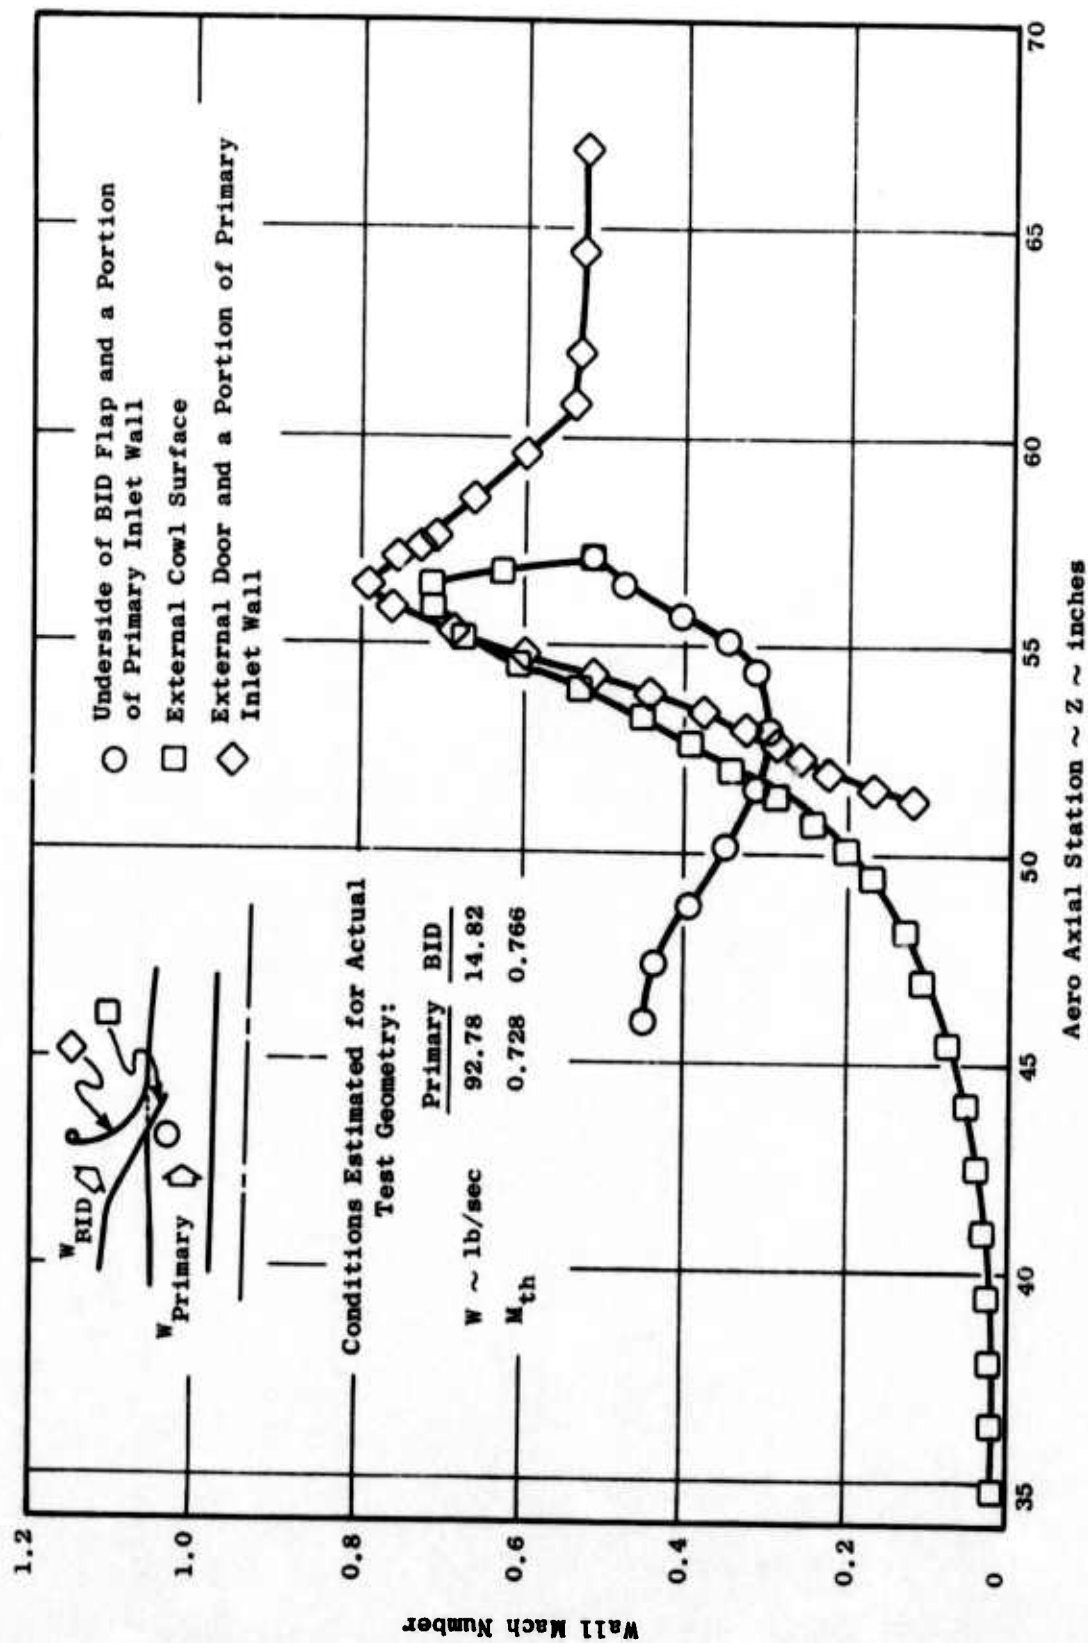 Underside of BID Flap and a Portion
of Primary Inlet Wall
External Cowl Surface
External Door and a Portion of Primary
Inlet Wall
W BID
W Primary
Conditions Estimated for Actual
Test Geometry:
Primary BID
W ~ lb/sec 92.78 14.82
M th 0.728 0.766
Wall Mach Number
1.2
1.0
0.8
0.6
0.4
0.2
0
35 40 45 50 55 60 65 70
Aero Axial Station ~ Z ~ inches